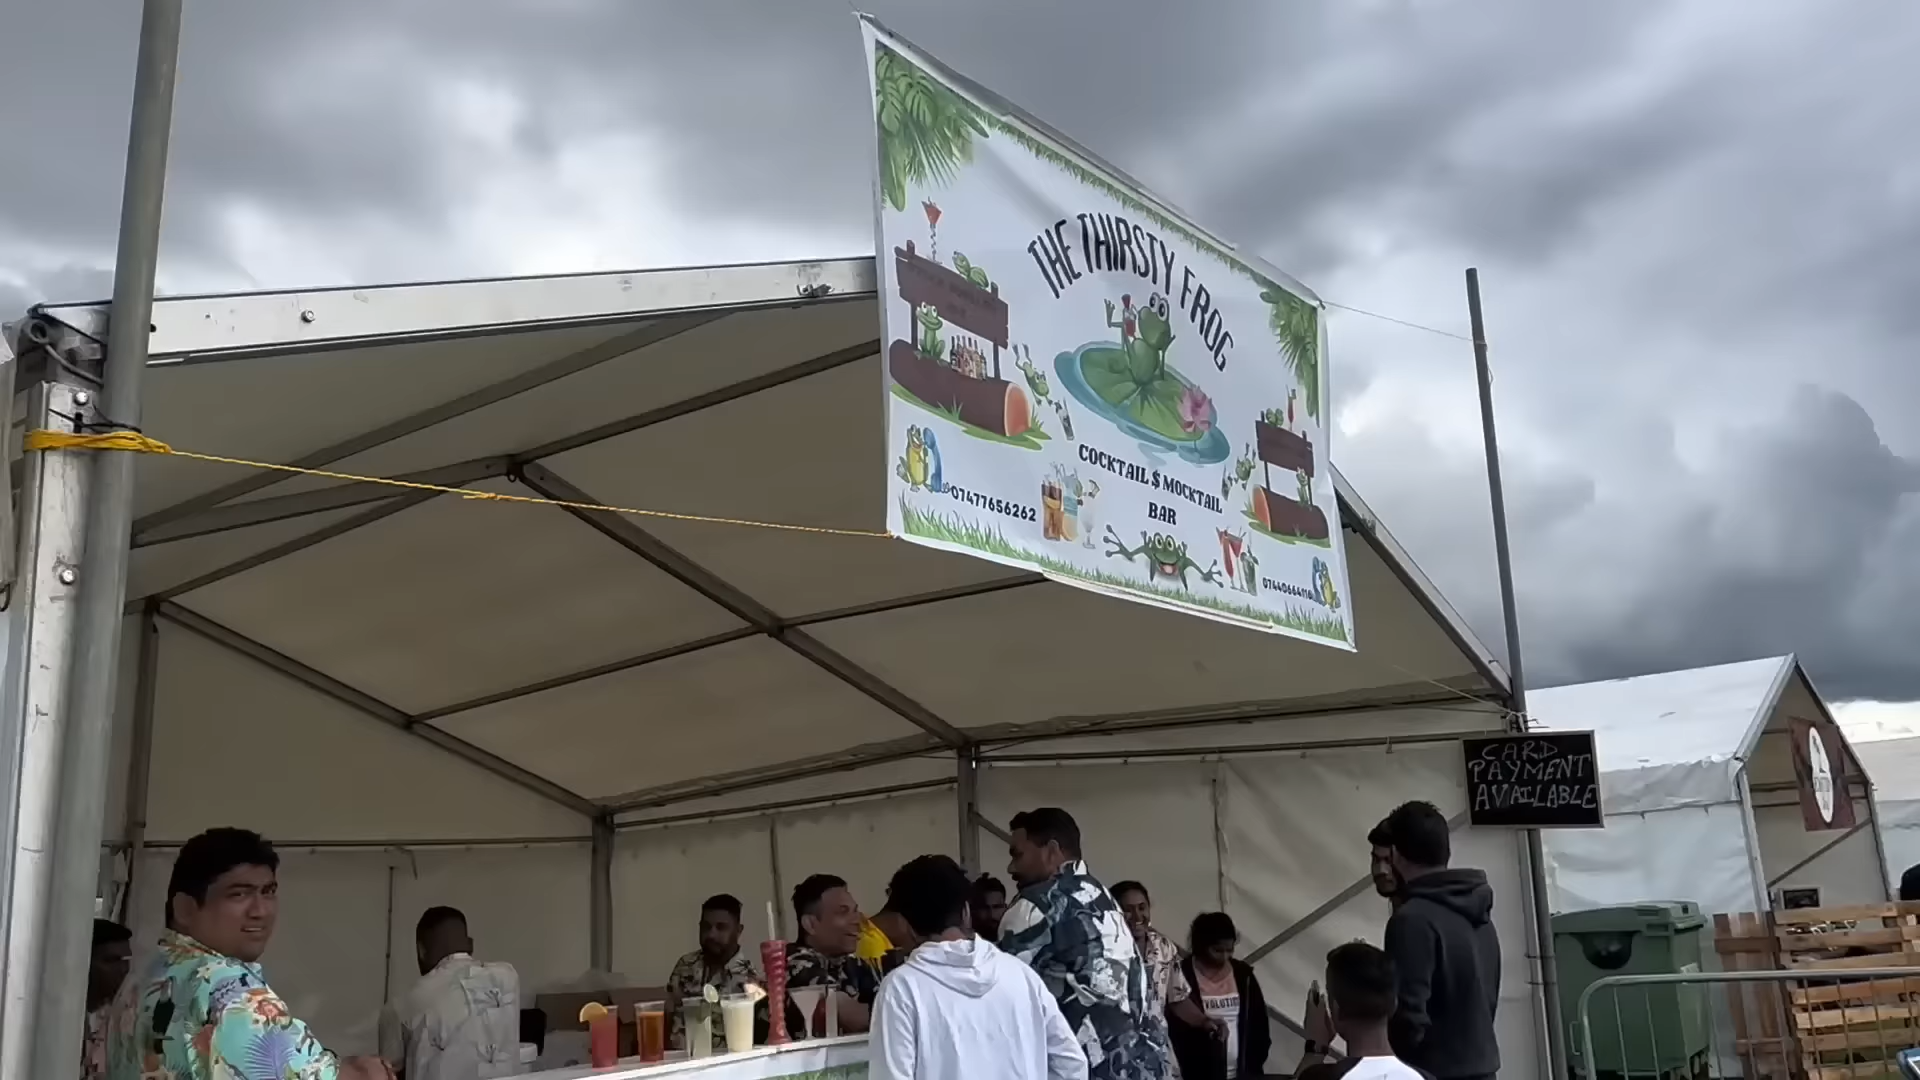 THE THIRSTY FROG
COCKTAIL $ MOCKTAIL
BAR
07477656262
CARD
PAYMENT
AVAILABLE